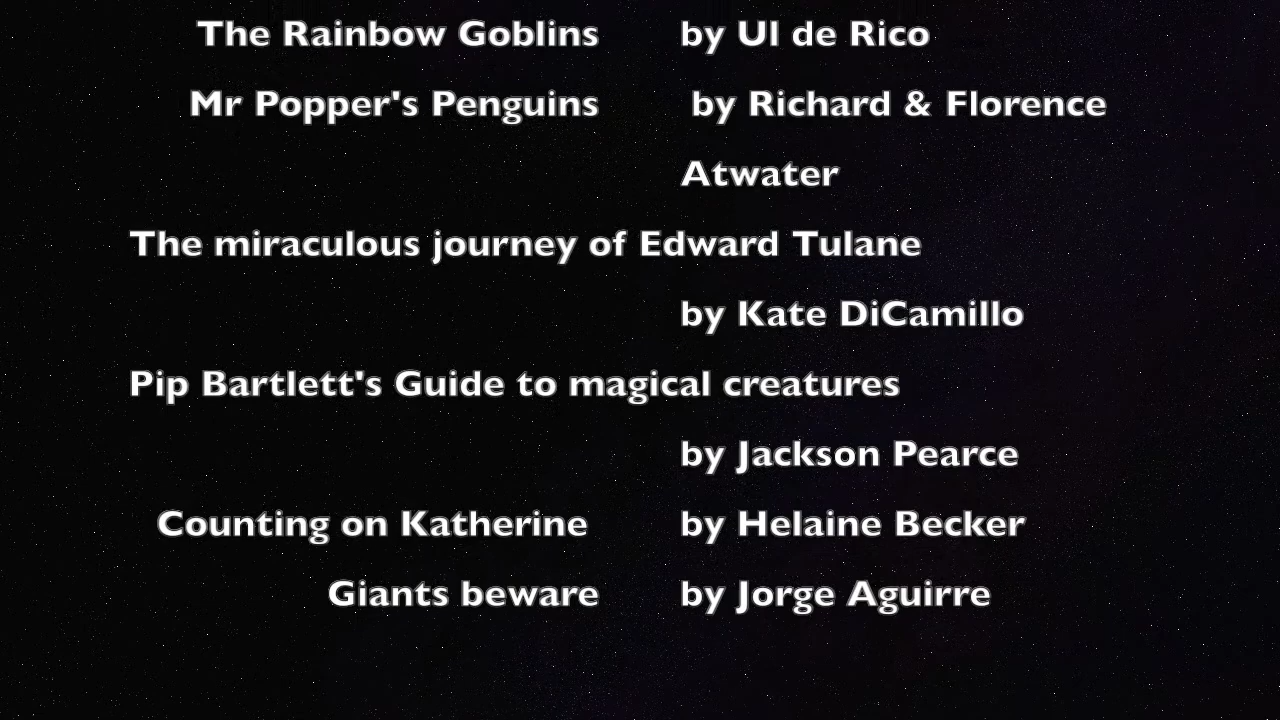 The Rainbow Goblins by Ul de Rico
Mr Popper's Penguins by Richard & Florence
Atwater
The miraculous journey of Edward Tulane
by Kate DiCamillo
Pip Bartlett's Guide to magical creatures
by Jackson Pearce
Counting on Katherine by Helaine Becker
Giants beware by Jorge Aguirre